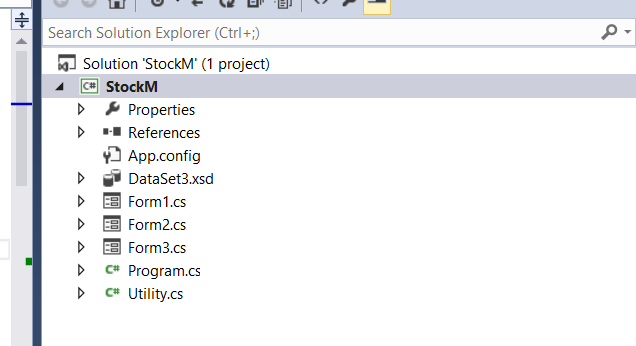 Search Solution Explorer (Ctrl+;)
Solution 'StockM' (1 project)
C# StockM
Properties
References
App.config
DataSet3.xsd
Form1.cs
Form2.cs
Form3.cs
C# Program.cs
C# Utility.cs